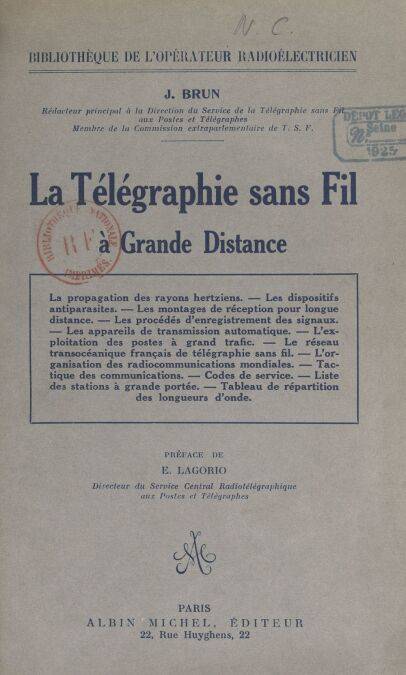 N. C.
BIBLIOTHÈQUE DE L'OPÉRATEUR RADIOÉLECTRICIEN
J. BRUN
Rédacteur principal à la Direction du Service de la Télégraphie sans Fil
aux Postes et Télégraphes
Membre de la Commission extraparlementaire de T. S. F.
DÉPOT LEG
Seine
1925
La Télégraphie sans Fil
à Grande Distance
BIBLIOTHÈQUE NATIONALE
R F
IMPRIMÉS
La propagation des rayons hertziens. — Les dispositifs
antiparasites. — Les montages de réception pour longue
distance. — Les procédés d'enregistrement des signaux.
— Les appareils de transmission automatique. — L'ex-
ploitation des postes à grand trafic. — Le réseau
transocéanique français de télégraphie sans fil. — L'or-
ganisation des radiocommunications mondiales. — Tac-
tique des communications. — Codes de service. — Liste
des stations à grande portée. — Tableau de répartition
des longueurs d'onde.
PRÉFACE DE
E. LAGORIO
Directeur du Service Central Radiotélégraphique
aux Postes et Télégraphes
PARIS
ALBIN MICHEL, ÉDITEUR
22, Rue Huyghens, 22